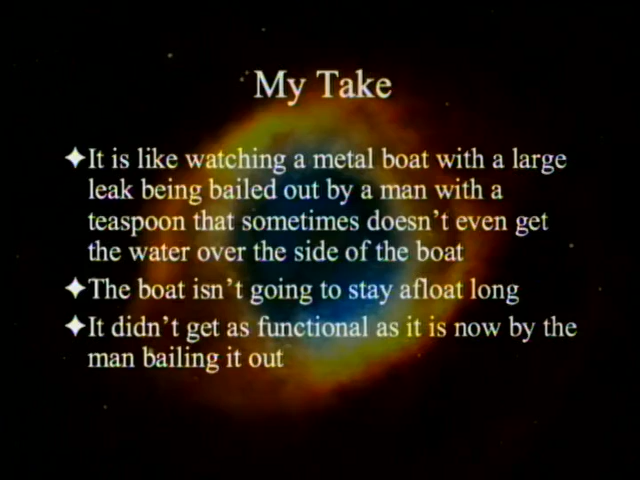 My Take
It is like watching a metal boat with a large
leak being bailed out by a man with a
teaspoon that sometimes doesn't even get
the water over the side of the boat
The boat isn't going to stay afloat long
It didn't get as functional as it is now by the
man bailing it out